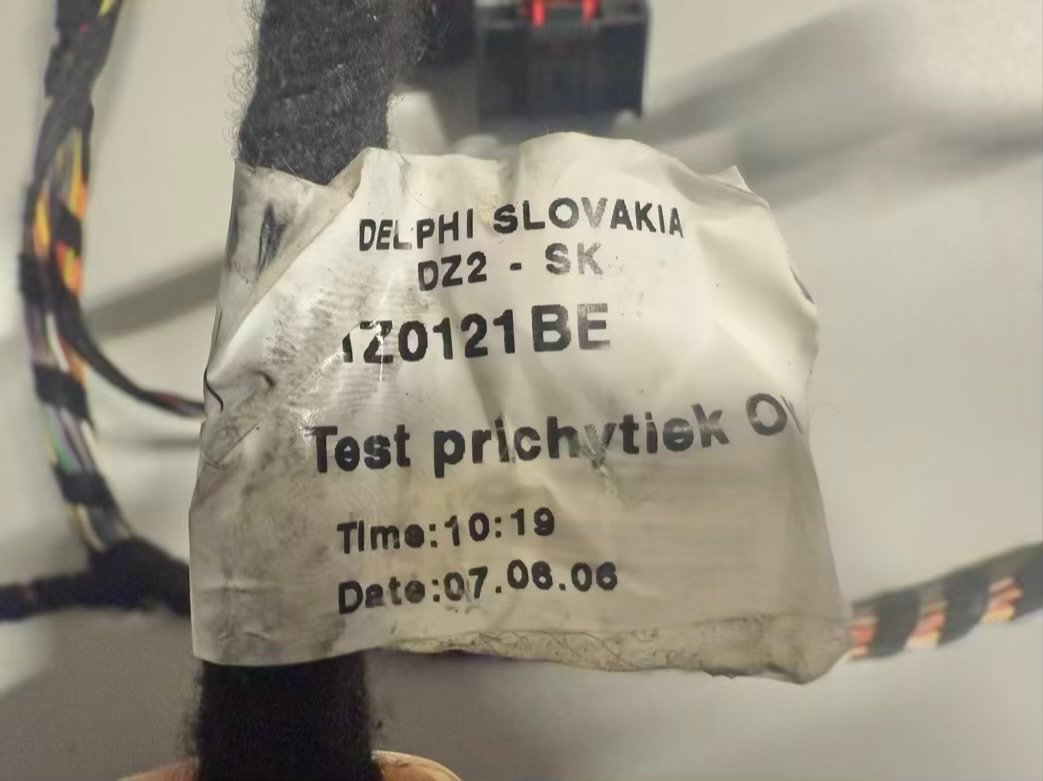 DELPHI SLOVAKIA
DZ2 - SK
1Z0121BE
Test prichytiek
Time:10:19
Date:07.06.06